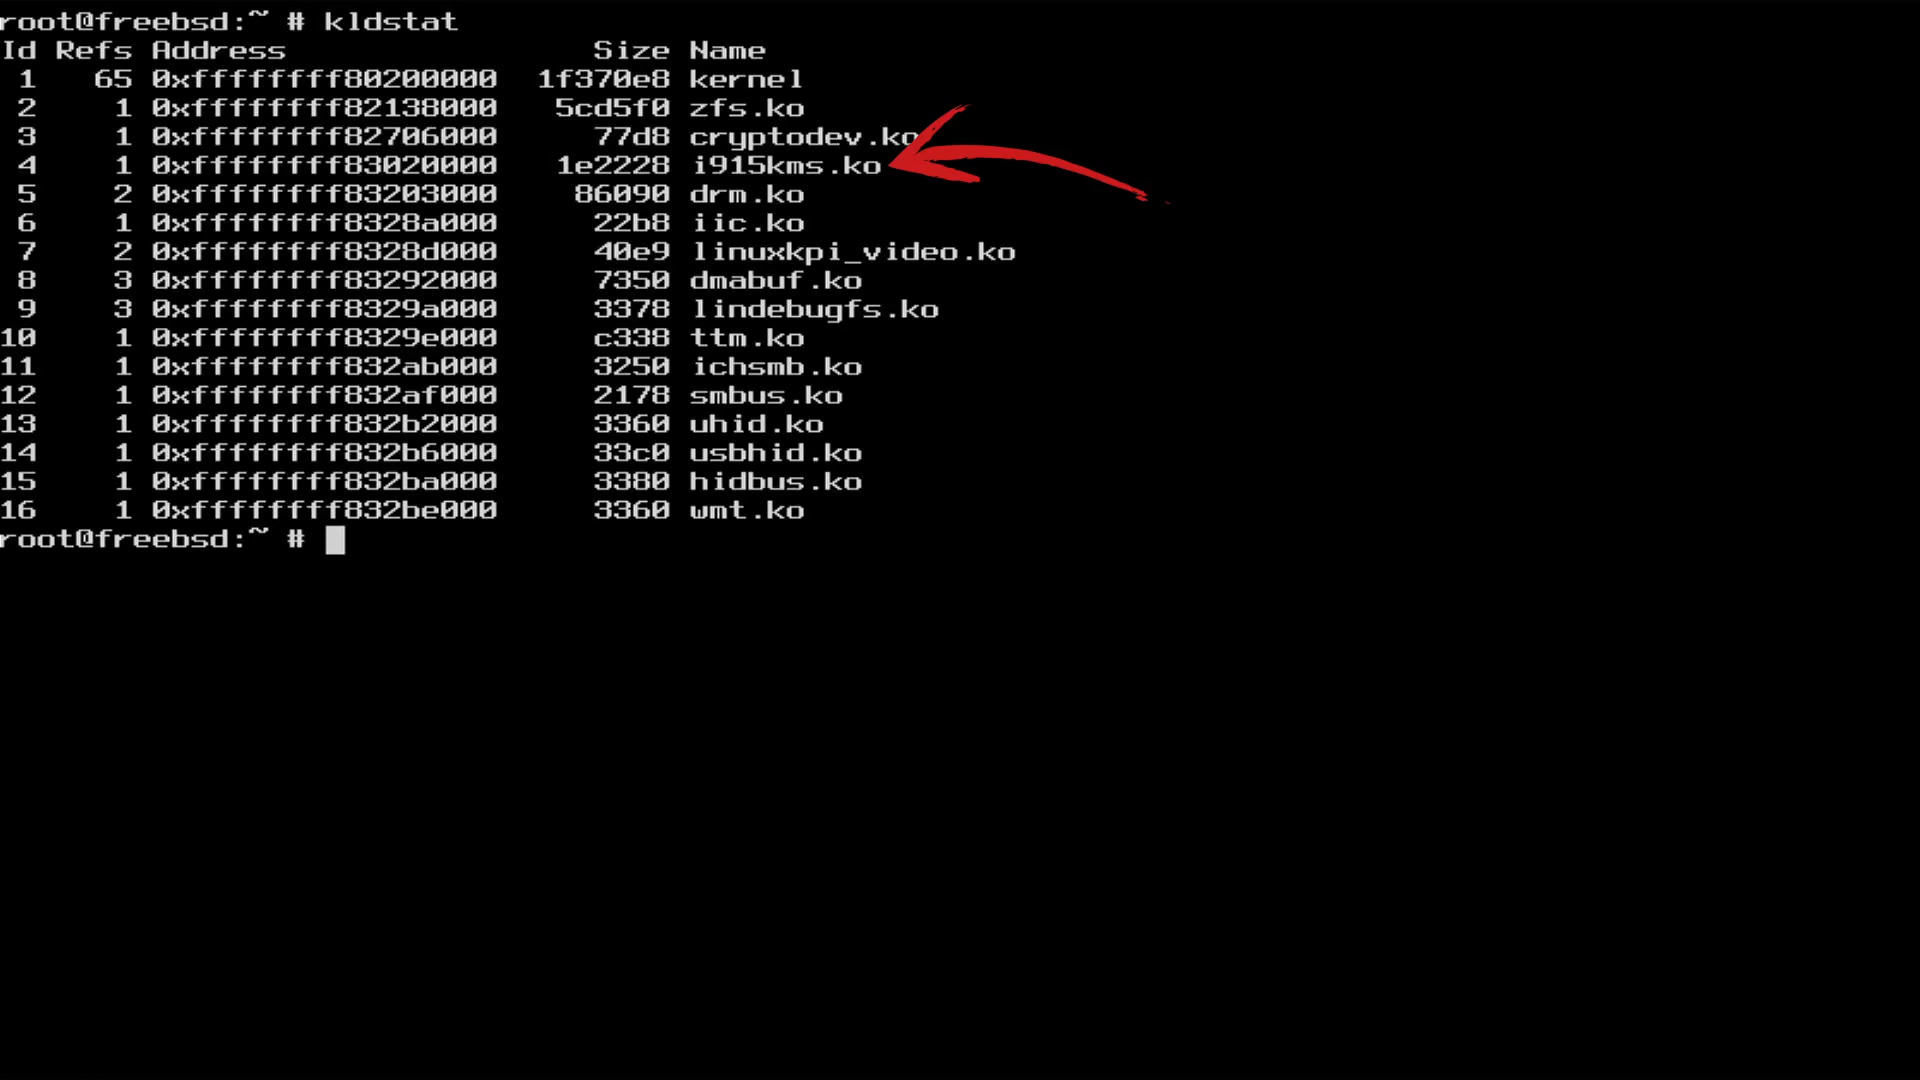 root@freebsd:~ # kldstat
Id Refs Address                Size Name
 1   65 0xffffffff80200000  1f370e8 kernel
 2    1 0xffffffff82138000   5cd5f0 zfs.ko
 3    1 0xffffffff82706000     77d8 cryptodev.ko
 4    1 0xffffffff83020000   1e2228 i915kms.ko
 5    2 0xffffffff83203000    86090 drm.ko
 6    1 0xffffffff8328a000     22b8 iic.ko
 7    2 0xffffffff8328d000     40e9 linuxkpi_video.ko
 8    3 0xffffffff83292000     7350 dmabuf.ko
 9    3 0xffffffff8329a000     3378 lindebugfs.ko
10    1 0xffffffff8329e000     c338 ttm.ko
11    1 0xffffffff832ab000     3250 ichsmb.ko
12    1 0xffffffff832af000     2178 smbus.ko
13    1 0xffffffff832b2000     3360 uhid.ko
14    1 0xffffffff832b6000     33c0 usbhid.ko
15    1 0xffffffff832ba000     3380 hidbus.ko
16    1 0xffffffff832be000     3360 wmt.ko
root@freebsd:~ #